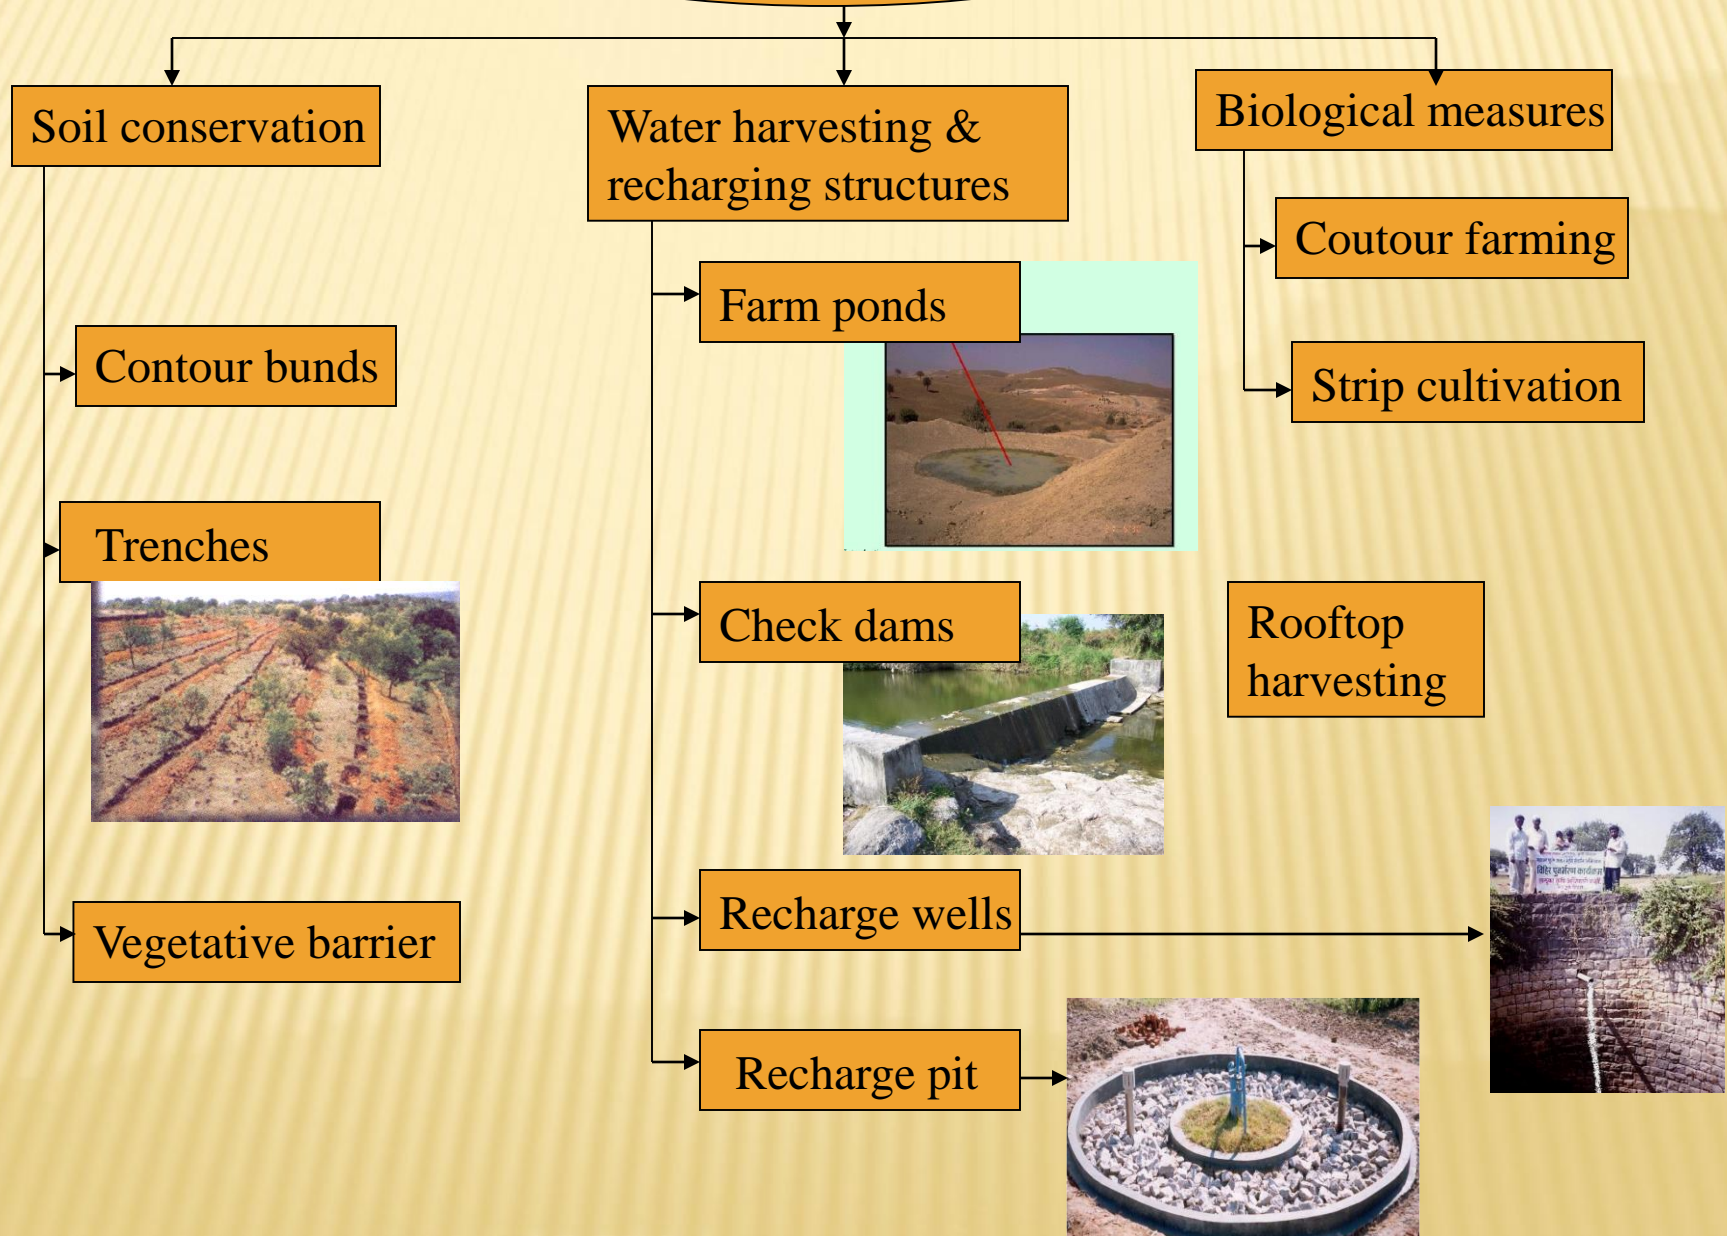 Soil conservation
Water harvesting &
recharging structures
Biological measures
Coutour farming
Farm ponds
Contour bunds
Strip cultivation
Trenches
Check dams
Rooftop
harvesting
Recharge wells
Vegetative barrier
Recharge pit